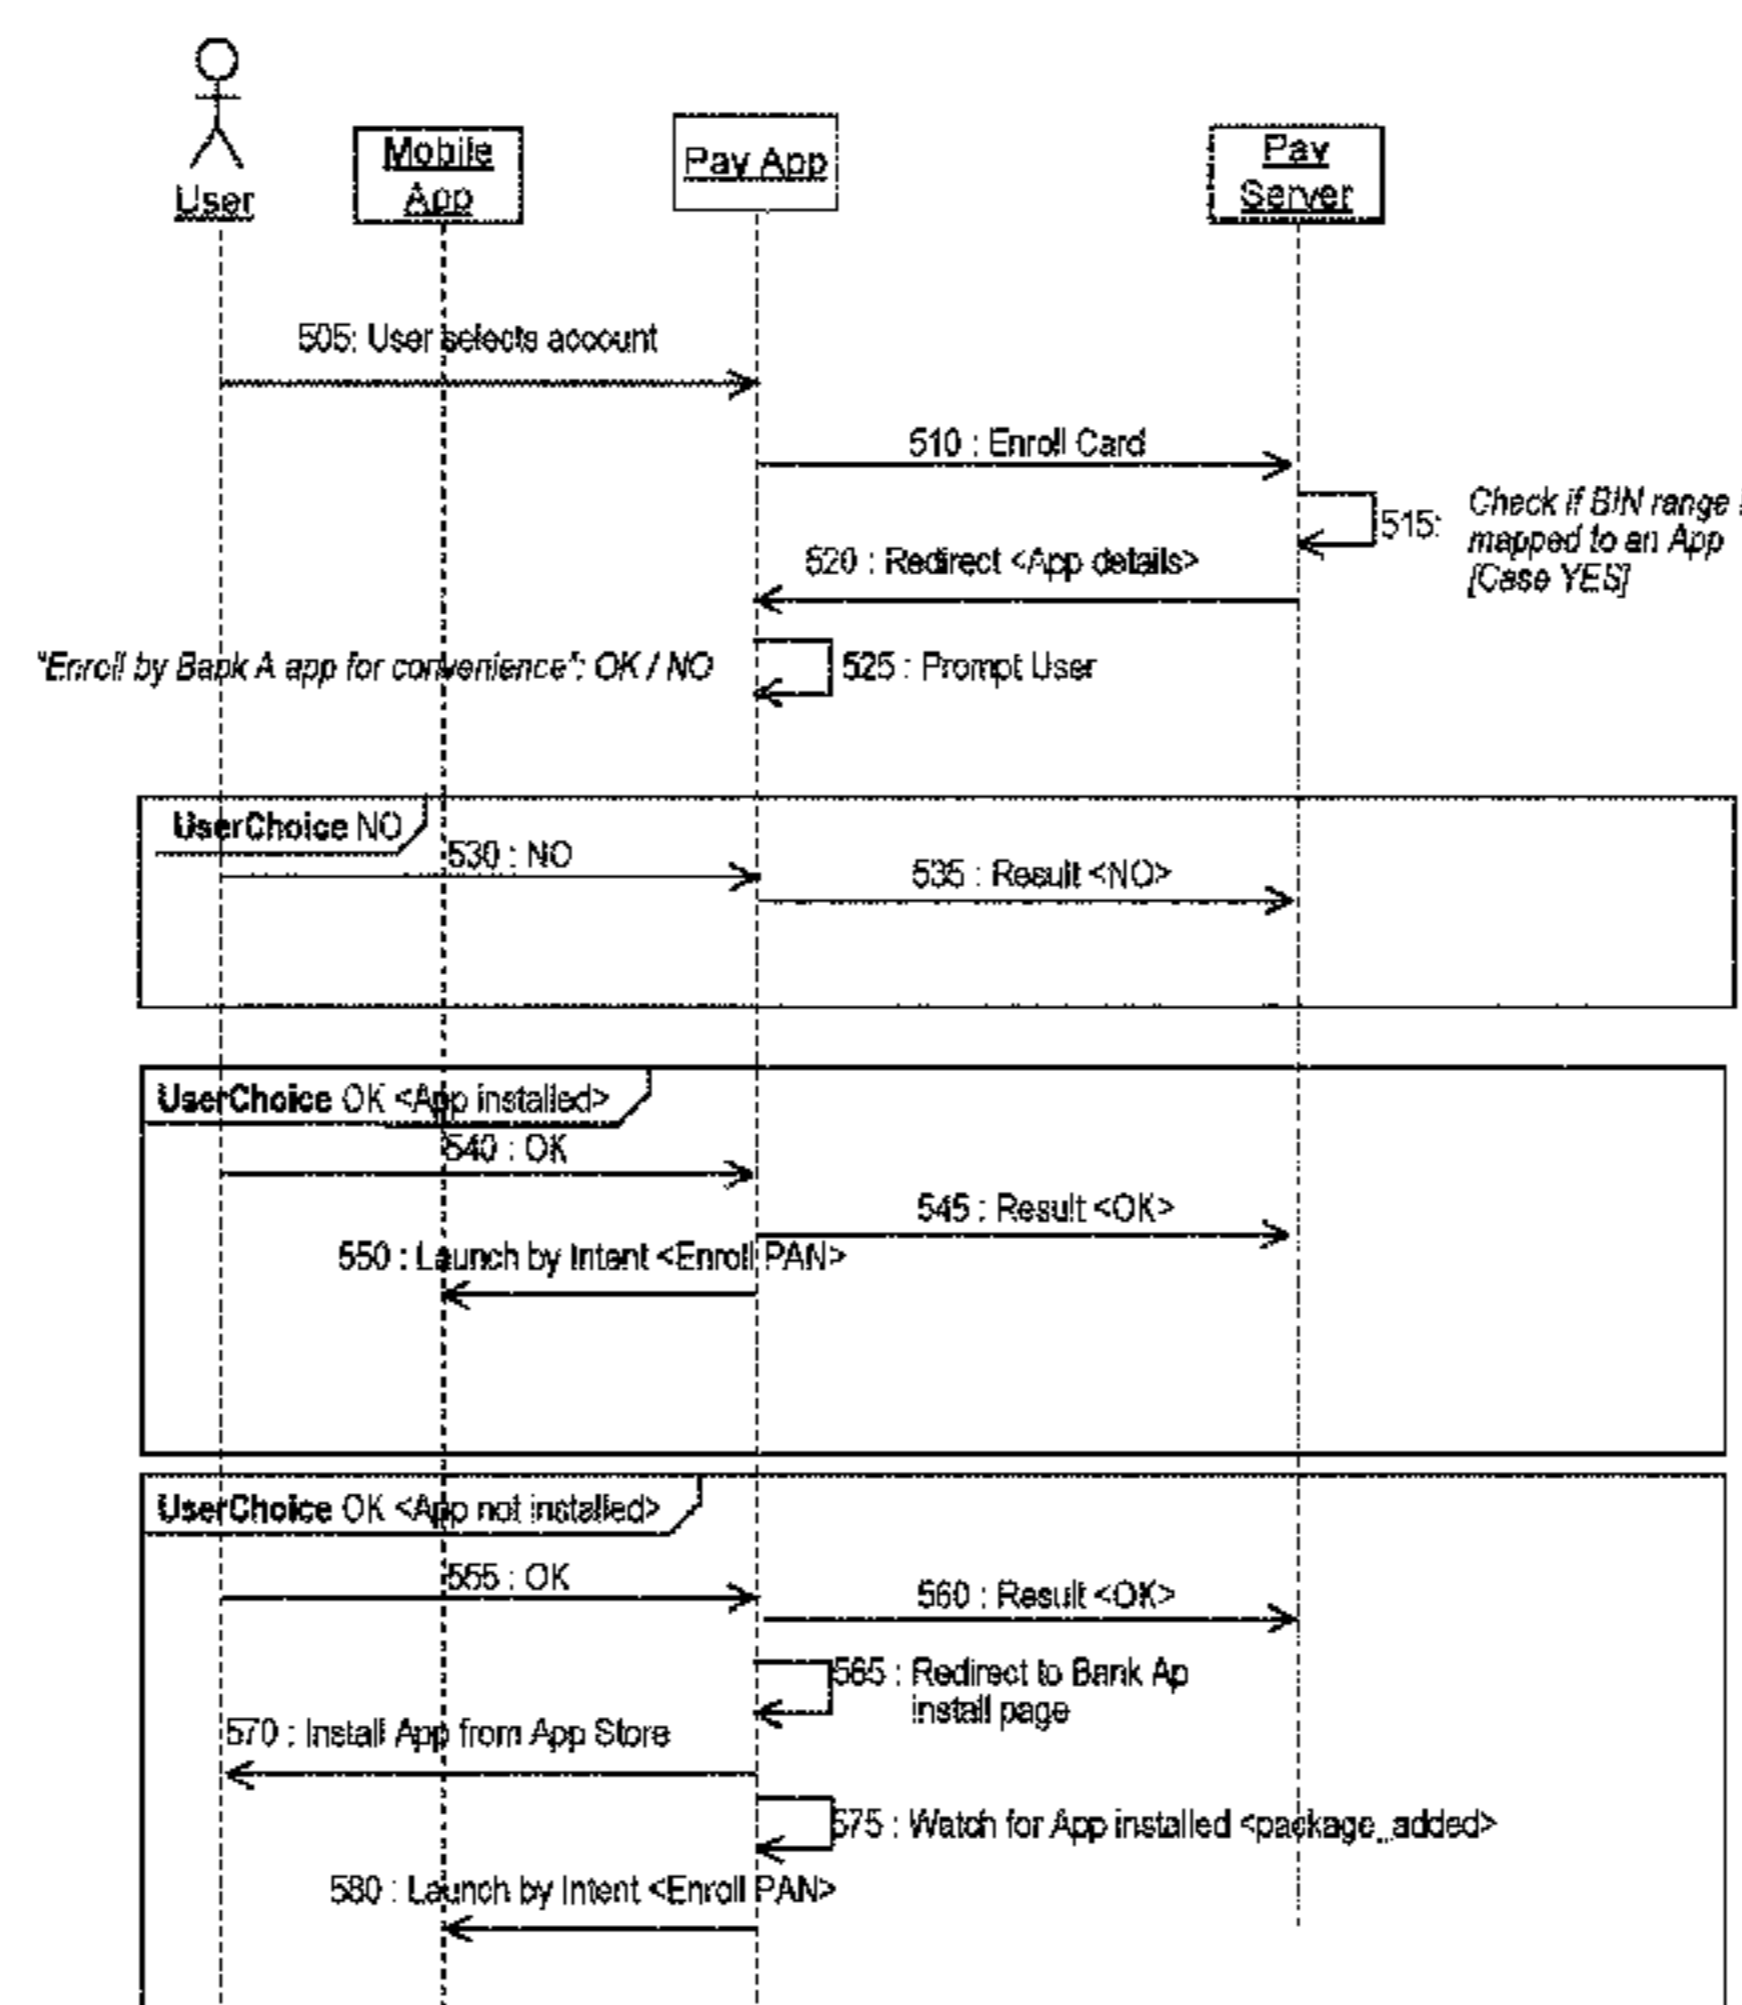 User
Mobile
App
Pay App
Pay
Server
505: User selects account
510 : Enroll Card
515:
Check if BIN range
mapped to an App
[Case YES]
520 : Redirect <App details>
"Enroll by Bank A app for convenience": OK / NO
525 : Prompt User
UserChoice NO
530 : NO
535 : Result <NO>
UserChoice OK <App installed>
540 : OK
545 : Result <OK>
550 : Launch by Intent <Enroll PAN>
UserChoice OK <App not installed>
555 : OK
560 : Result <OK>
565 : Redirect to Bank Ap
install page
570 : Install App from App Store
575 : Watch for App installed <package_added>
580 : Launch by Intent <Enroll PAN>